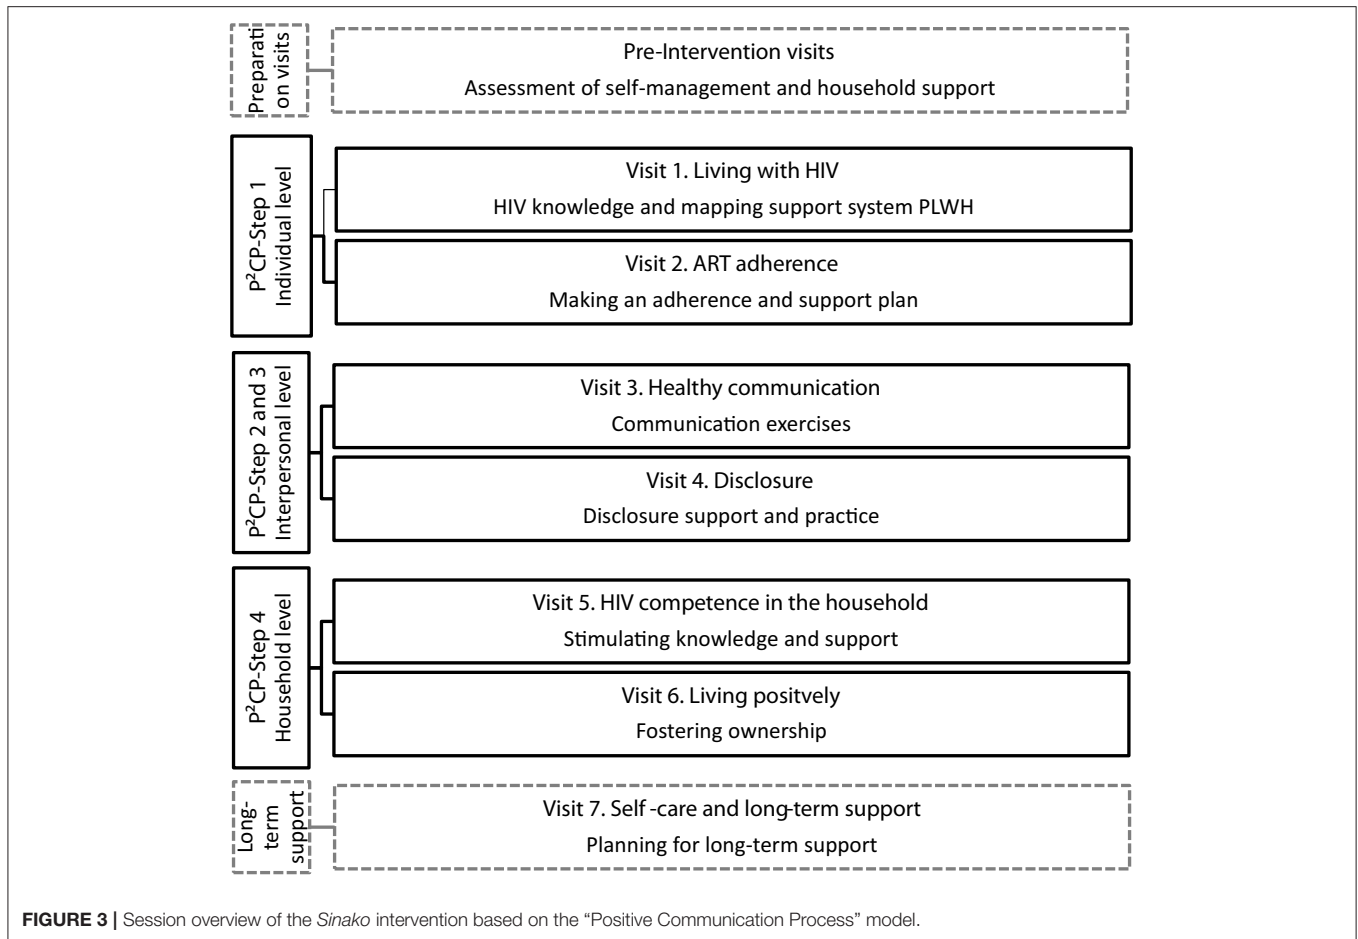 Preparati
on visits
Pre-Intervention visits
Assessment of self-management and household support
P²CP-Step 1
Individual level
Visit 1. Living with HIV
HIV knowledge and mapping support system PLWH
Visit 2. ART adherence
Making an adherence and support plan
P²CP-Step 2 and 3
Interpersonal level
Visit 3. Healthy communication
Communication exercises
Visit 4. Disclosure
Disclosure support and practice
P²CP-Step 4
Household level
Visit 5. HIV competence in the household
Stimulating knowledge and support
Visit 6. Living positvely
Fostering ownership
Long-
term
support
Visit 7. Self -care and long-term support
Planning for long-term support
FIGURE 3 | Session overview of the Sinako intervention based on the “Positive Communication Process” model.